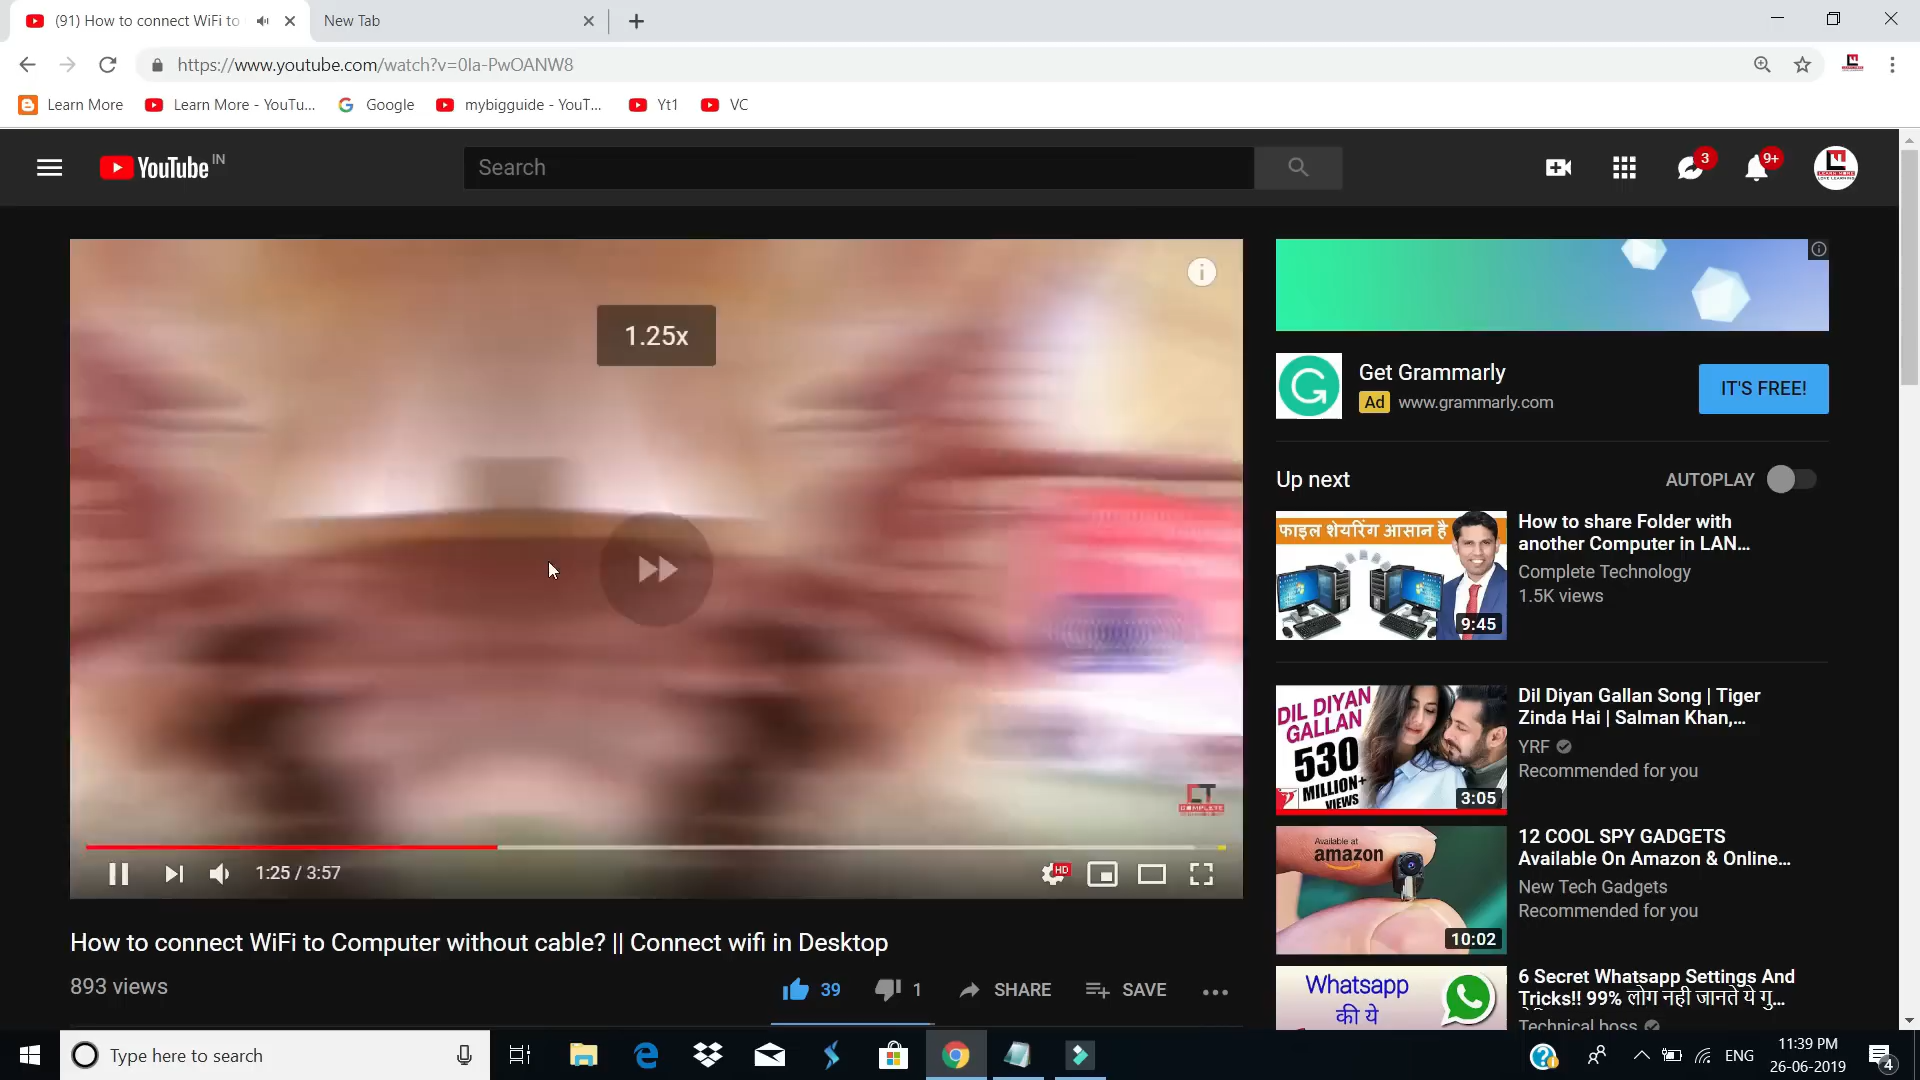 (91) How to connect WiFi to
New Tab
https://www.youtube.com/watch?v=0Ia-PwOANW8
Learn More
Learn More - YouTu...
Google
mybigguide - YouT...
Yt1
VC
YouTube IN
Search
3
9+
1.25x
Get Grammarly
Ad www.grammarly.com
IT'S FREE!
Up next
AUTOPLAY
फाइल शेयरिंग आसान है
9:45
How to share Folder with
another Computer in LAN...
Complete Technology
1.5K views
DIL DIYAN
GALLAN
530
MILLION+
VIEWS
3:05
Dil Diyan Gallan Song | Tiger
Zinda Hai | Salman Khan,...
YRF
Recommended for you
Available at
amazon
10:02
12 COOL SPY GADGETS
Available On Amazon & Online...
New Tech Gadgets
Recommended for you
Whatsapp
की ये
6 Secret Whatsapp Settings And
Tricks!! 99% लोग नही जानते ये गु...
Technical boss
CT
COMPLETE
1:25 / 3:57
HD
How to connect WiFi to Computer without cable? || Connect wifi in Desktop
893 views
39
1
SHARE
SAVE
Type here to search
ENG
11:39 PM
26-06-2019
4